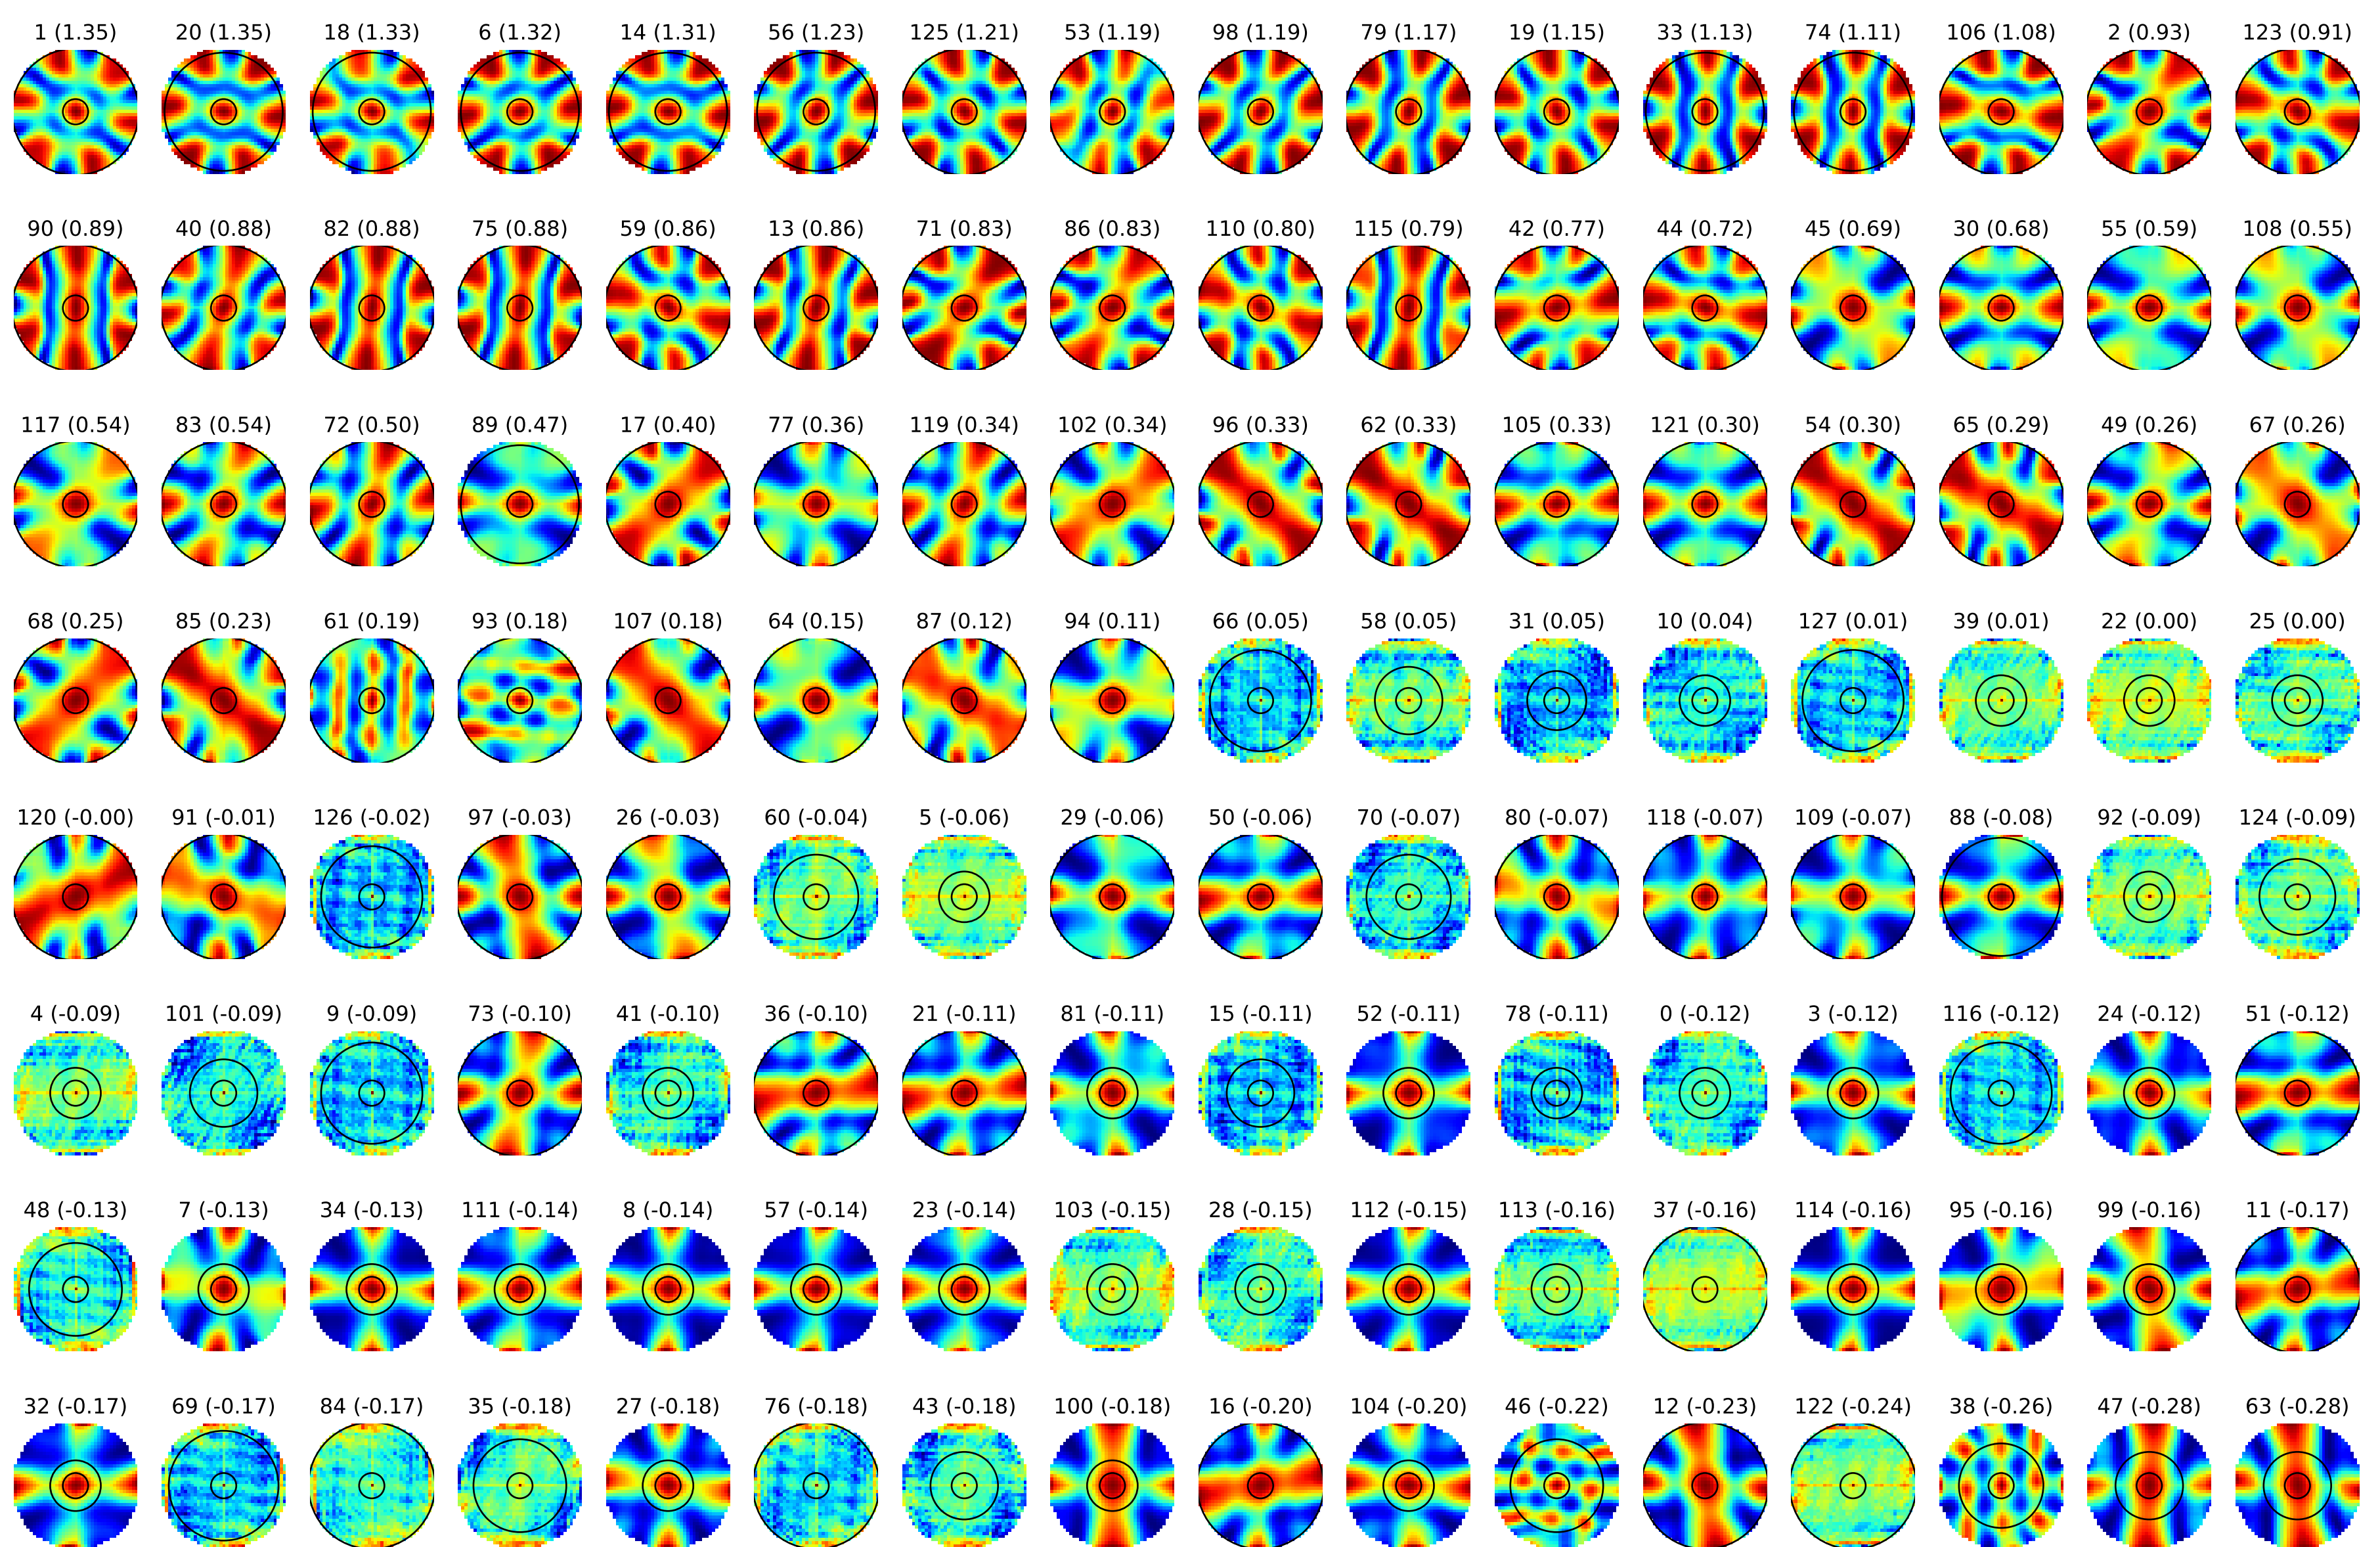 1 (1.35) 20 (1.35) 18 (1.33) 6 (1.32) 14 (1.31) 56 (1.23) 125 (1.21) 53 (1.19) 98 (1.19) 79 (1.17) 19 (1.15) 33 (1.13) 74 (1.11) 106 (1.08) 2 (0.93) 123 (0.91)
90 (0.89) 40 (0.88) 82 (0.88) 75 (0.88) 59 (0.86) 13 (0.86) 71 (0.83) 86 (0.83) 110 (0.80) 115 (0.79) 42 (0.77) 44 (0.72) 45 (0.69) 30 (0.68) 55 (0.59) 108 (0.55)
117 (0.54) 83 (0.54) 72 (0.50) 89 (0.47) 17 (0.40) 77 (0.36) 119 (0.34) 102 (0.34) 96 (0.33) 62 (0.33) 105 (0.33) 121 (0.30) 54 (0.30) 65 (0.29) 49 (0.26) 67 (0.26)
68 (0.25) 85 (0.23) 61 (0.19) 93 (0.18) 107 (0.18) 64 (0.15) 87 (0.12) 94 (0.11) 66 (0.05) 58 (0.05) 31 (0.05) 10 (0.04) 127 (0.01) 39 (0.01) 22 (0.00) 25 (0.00)
120 (-0.00) 91 (-0.01) 126 (-0.02) 97 (-0.03) 26 (-0.03) 60 (-0.04) 5 (-0.06) 29 (-0.06) 50 (-0.06) 70 (-0.07) 80 (-0.07) 118 (-0.07) 109 (-0.07) 88 (-0.08) 92 (-0.09) 124 (-0.09)
4 (-0.09) 101 (-0.09) 9 (-0.09) 73 (-0.10) 41 (-0.10) 36 (-0.10) 21 (-0.11) 81 (-0.11) 15 (-0.11) 52 (-0.11) 78 (-0.11) 0 (-0.12) 3 (-0.12) 116 (-0.12) 24 (-0.12) 51 (-0.12)
48 (-0.13) 7 (-0.13) 34 (-0.13) 111 (-0.14) 8 (-0.14) 57 (-0.14) 23 (-0.14) 103 (-0.15) 28 (-0.15) 112 (-0.15) 113 (-0.16) 37 (-0.16) 114 (-0.16) 95 (-0.16) 99 (-0.16) 11 (-0.17)
32 (-0.17) 69 (-0.17) 84 (-0.17) 35 (-0.18) 27 (-0.18) 76 (-0.18) 43 (-0.18) 100 (-0.18) 16 (-0.20) 104 (-0.20) 46 (-0.22) 12 (-0.23) 122 (-0.24) 38 (-0.26) 47 (-0.28) 63 (-0.28)